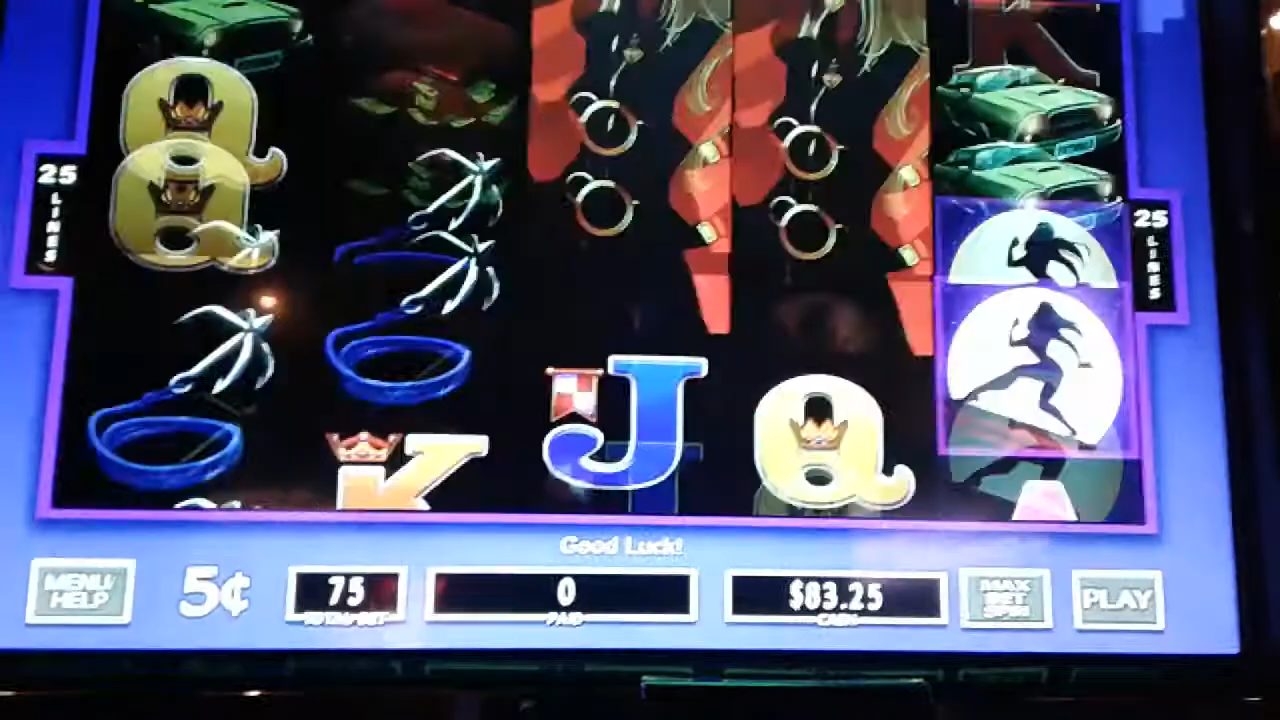 25
LINES
25
LINES
K
Q
Q
K
J
Q
Good Luck!
MENU/
HELP
5¢
75
TOTAL BET
0
PAID
$83.25
CASH
MAX
BET
SPIN
PLAY